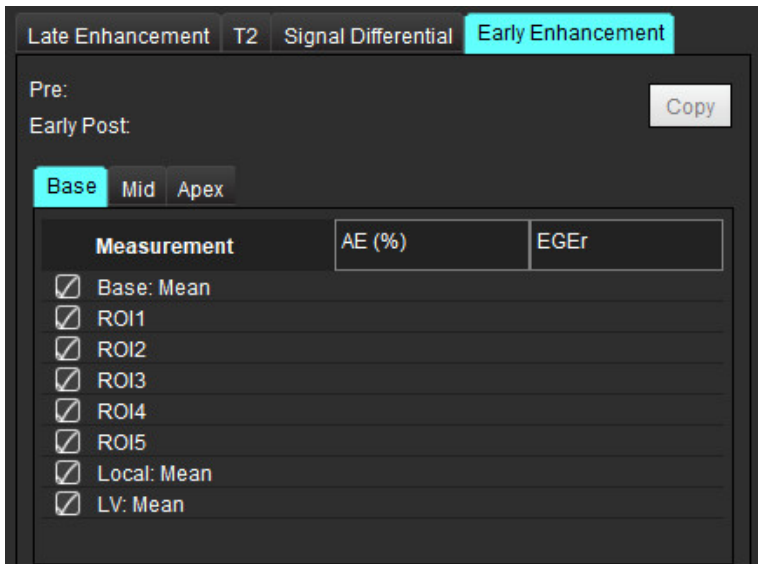 Late Enhancement T2 Signal Differential Early Enhancement
Pre:
Copy
Early Post:
Base Mid Apex
Measurement AE (%) EGEr
Base: Mean
ROI1
ROI2
ROI3
ROI4
ROI5
Local: Mean
LV: Mean